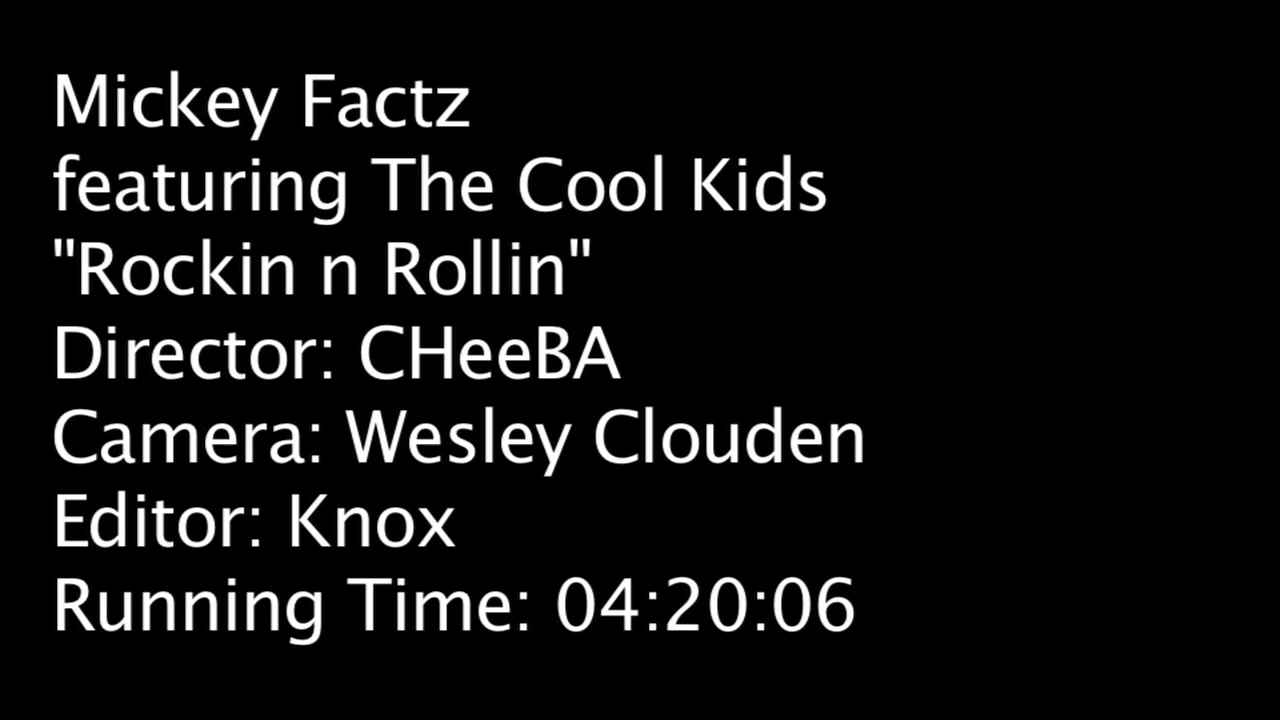 Mickey Factz
featuring The Cool Kids
"Rockin n Rollin"
Director: CHeeBA
Camera: Wesley Clouden
Editor: Knox
Running Time: 04:20:06